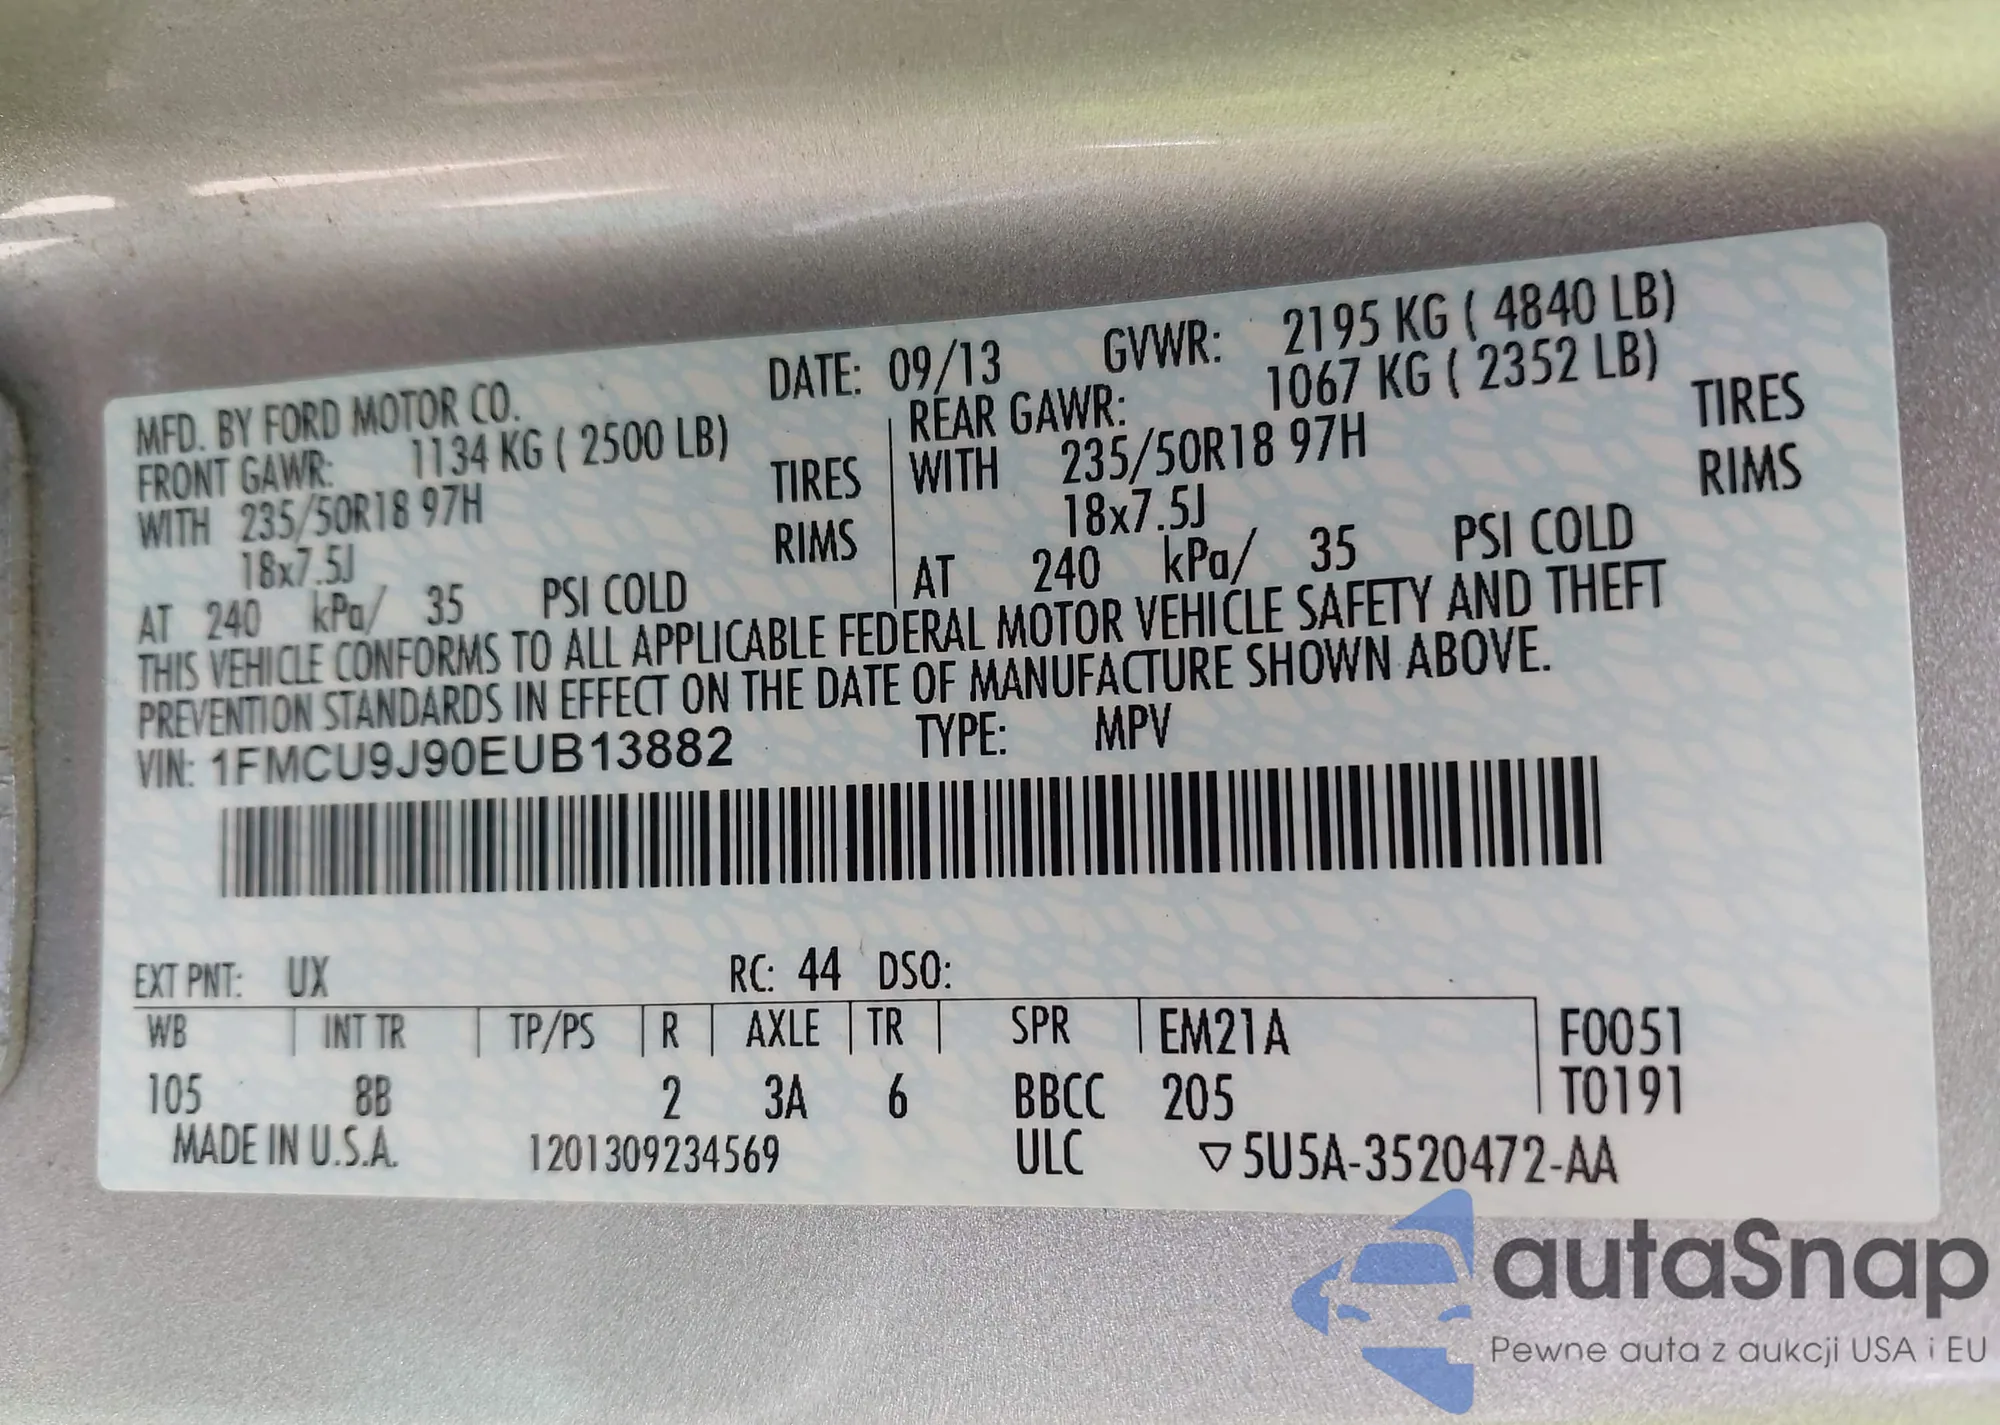 MFD. BY FORD MOTOR CO. DATE: 09/13 GVWR: 2195 KG ( 4840 LB)
FRONT GAWR: 1134 KG ( 2500 LB)
WITH 235/50R18 97H TIRES
18x7.5J RIMS
AT 240 kPa/ 35 PSI COLD
REAR GAWR: 1067 KG ( 2352 LB)
WITH 235/50R18 97H TIRES
18x7.5J RIMS
AT 240 kPa/ 35 PSI COLD
THIS VEHICLE CONFORMS TO ALL APPLICABLE FEDERAL MOTOR VEHICLE SAFETY AND THEFT
PREVENTION STANDARDS IN EFFECT ON THE DATE OF MANUFACTURE SHOWN ABOVE.
VIN: 1FMCU9J90EUB13882 TYPE: MPV
EXT PNT: UX RC: 44 DSO:
WB INT TR TP/PS R AXLE TR SPR EM21A F0051
105 8B 2 3A 6 BBCC 205 T0191
MADE IN U.S.A. 1201309234569 ULC ▽5U5A-3520472-AA
autaSnap
Pewne auta z aukcji USA i EU